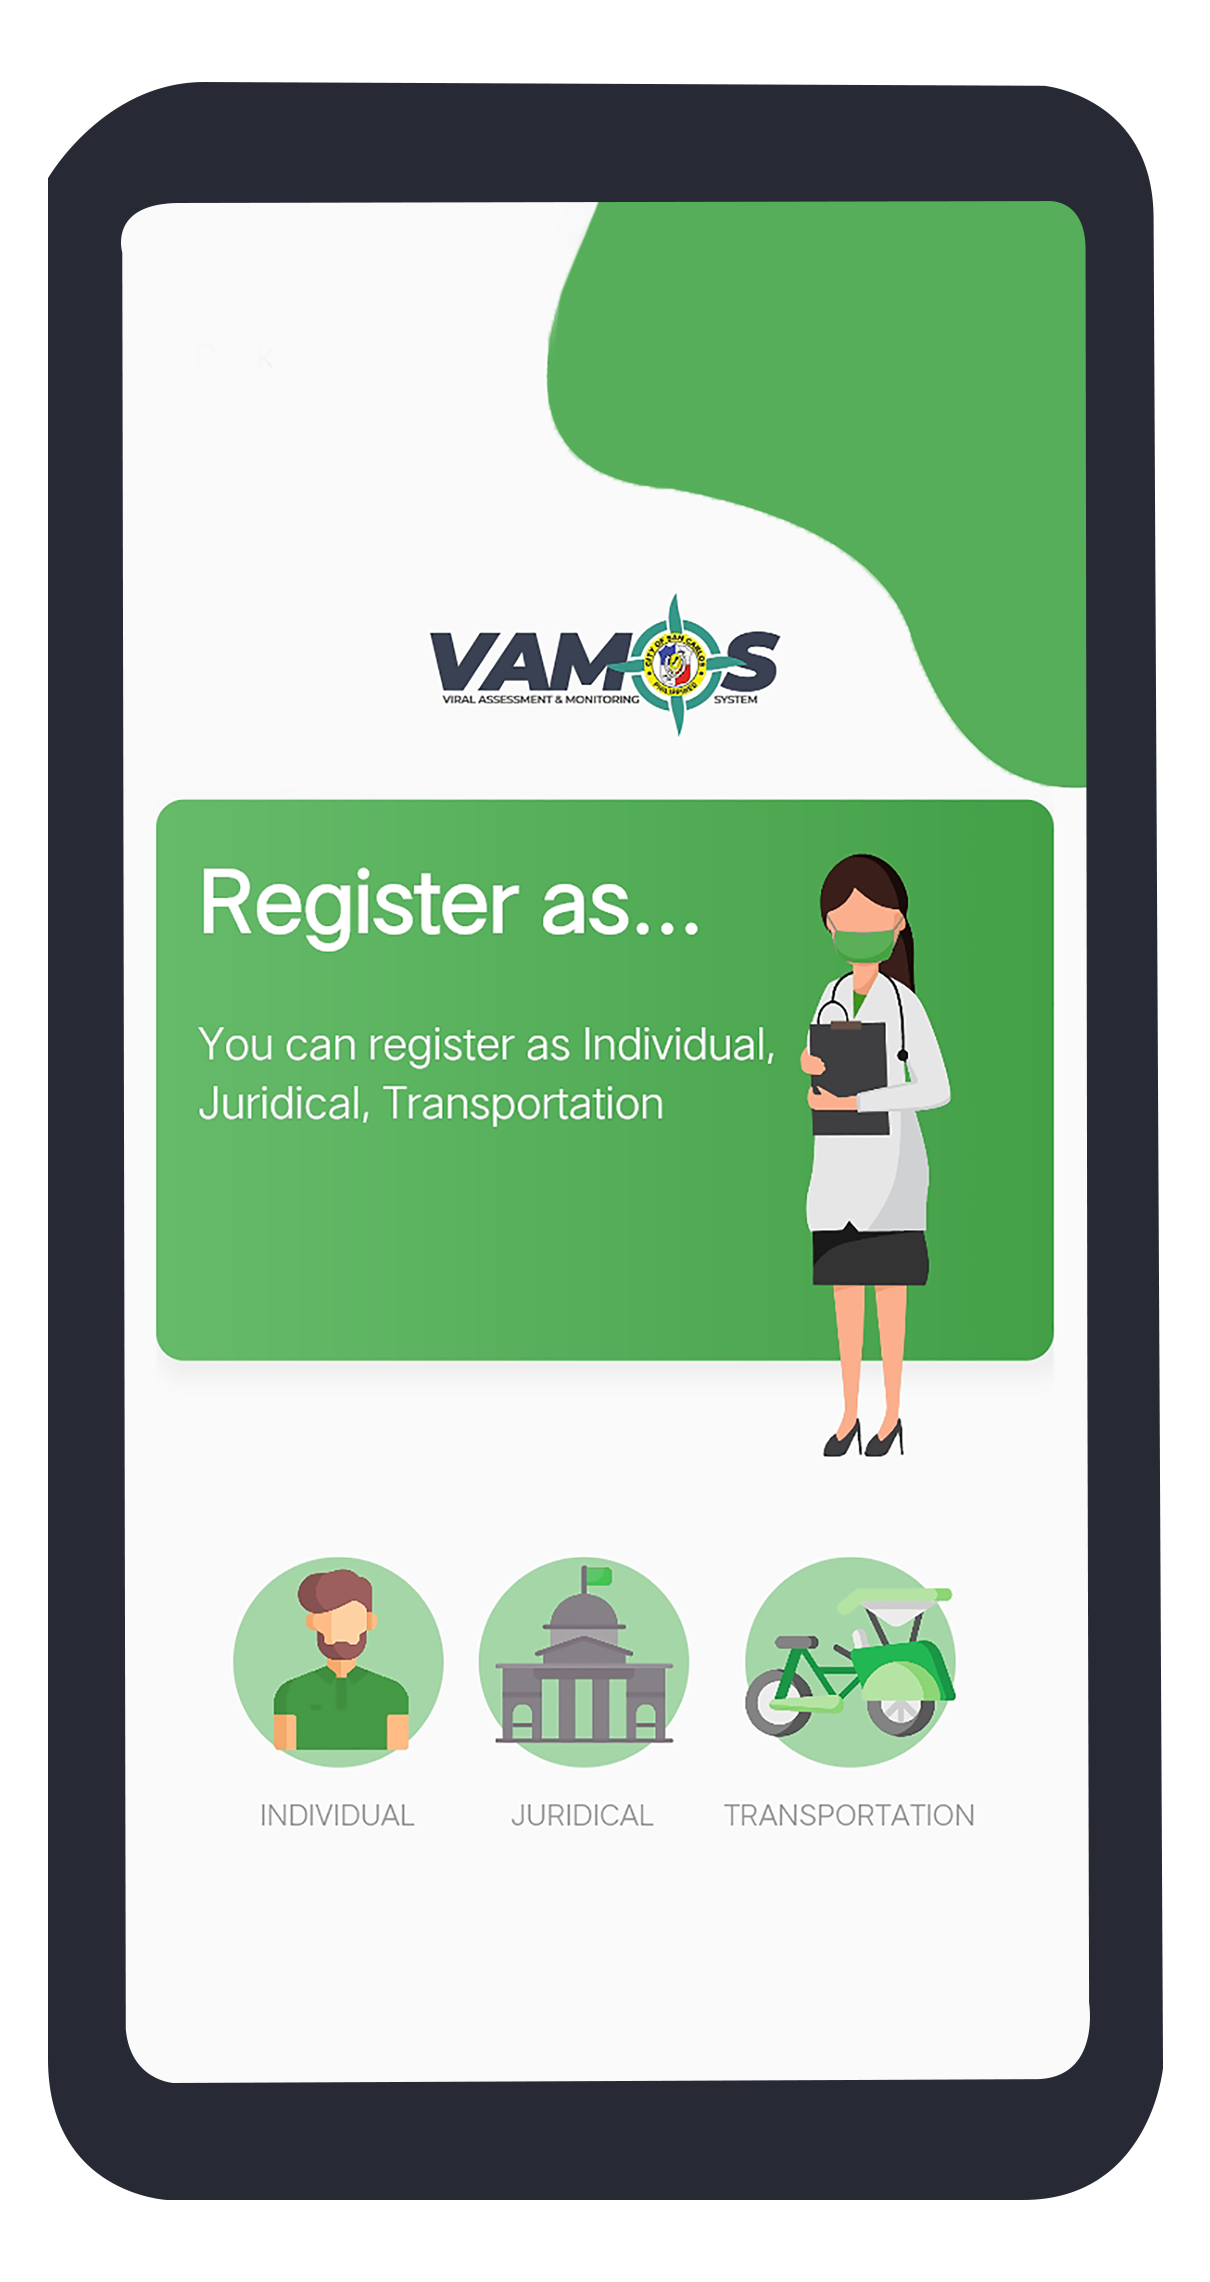 VAMOS
VIRAL ASSESSMENT & MONITORING SYSTEM
CITY OF SAN CARLOS
PHILIPPINES
Register as...
You can register as Individual,
Juridical, Transportation
INDIVIDUAL
JURIDICAL
TRANSPORTATION